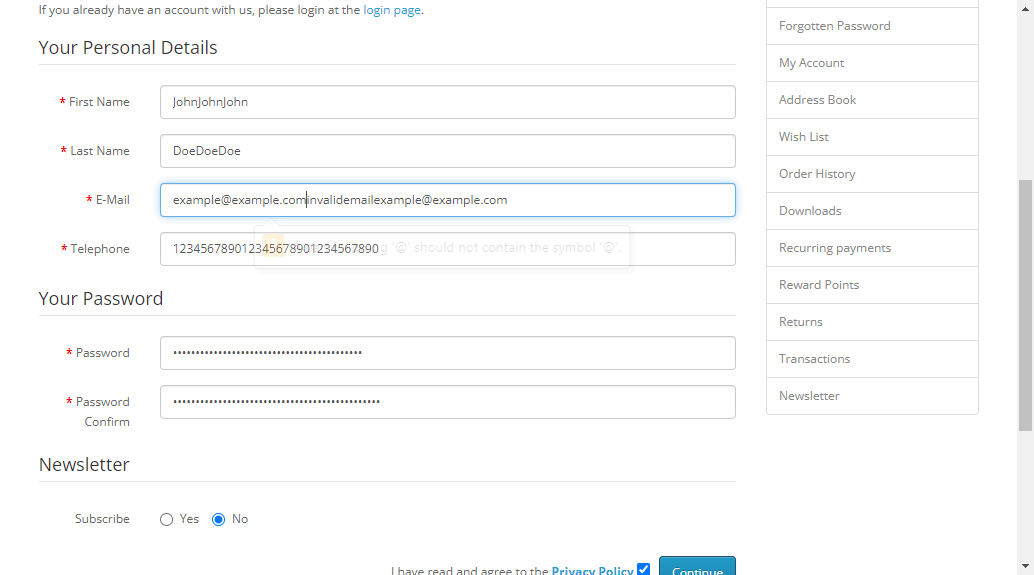 If you already have an account with us, please login at the login page.
Your Personal Details
* First Name
JohnJohnJohn
* Last Name
DoeDoeDoe
* E-Mail
example@example.cominvalidemailexample@example.com
* Telephone
123456789012345678901234567890
'@' should not contain the symbol '@'.
Your Password
* Password
* Password
Confirm
Newsletter
Subscribe
Yes
No
I have read and agree to the Privacy Policy
Continue
Forgotten Password
My Account
Address Book
Wish List
Order History
Downloads
Recurring payments
Reward Points
Returns
Transactions
Newsletter